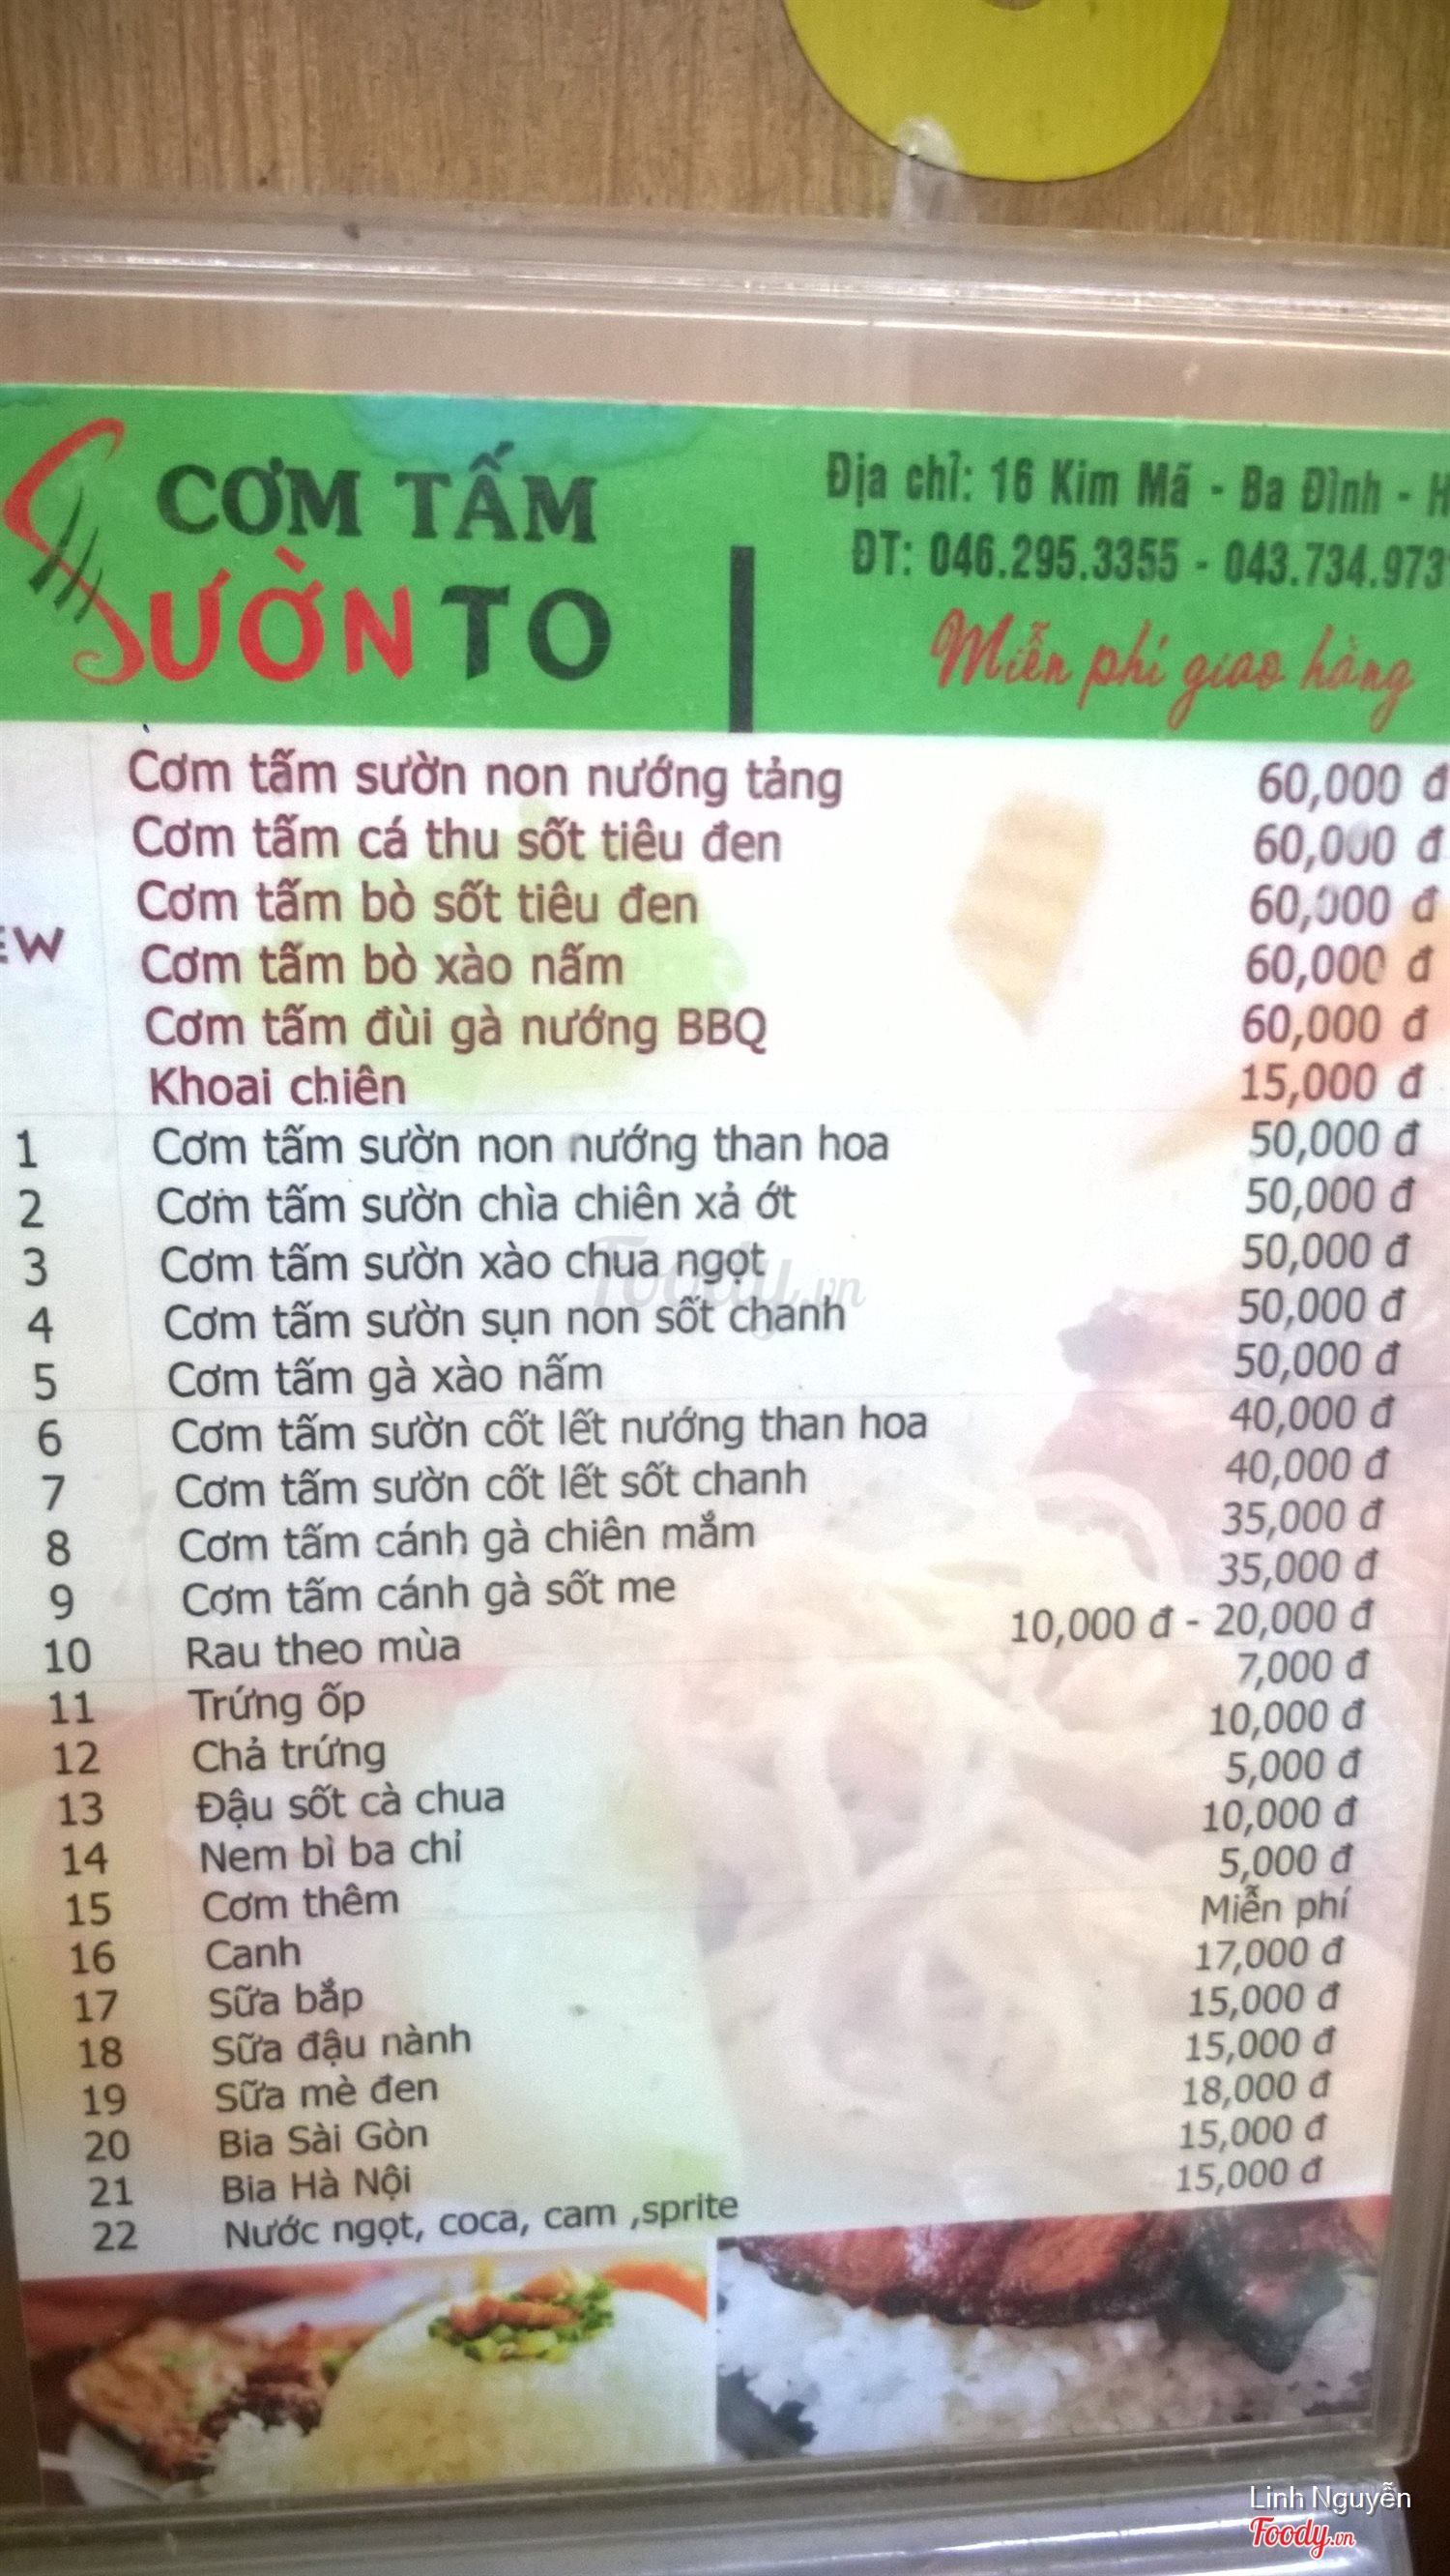 CƠM TẤM
SƯỜN TO
Địa chỉ: 16 Kim Mã - Ba Đình -
ĐT: 046.295.3355 - 043.734.973
Miễn phí giao hàng
Cơm tấm sườn non nướng tảng 60,000 đ
Cơm tấm cá thu sốt tiêu đen 60,000 đ
Cơm tấm bò sốt tiêu đen 60,000 đ
EW
Cơm tấm bò xào nấm 60,000 đ
Cơm tấm đùi gà nướng BBQ 60,000 đ
Khoai chiên 15,000 đ
1 Cơm tấm sườn non nướng than hoa 50,000 đ
2 Cơm tấm sườn chìa chiên xả ớt 50,000 đ
3 Cơm tấm sườn xào chua ngọt 50,000 đ
4 Cơm tấm sườn sụn non sốt chanh 50,000 đ
5 Cơm tấm gà xào nấm 50,000 đ
6 Cơm tấm sườn cốt lết nướng than hoa 40,000 đ
7 Cơm tấm sườn cốt lết sốt chanh 40,000 đ
8 Cơm tấm cánh gà chiên mắm 35,000 đ
9 Cơm tấm cánh gà sốt me 35,000 đ
10 Rau theo mùa 10,000 đ - 20,000 đ
11 Trứng ốp 7,000 đ
12 Chả trứng 10,000 đ
13 Đậu sốt cà chua 5,000 đ
14 Nem bì ba chỉ 10,000 đ
15 Cơm thêm 5,000 đ
16 Canh Miễn phí
17 Sữa bắp 17,000 đ
18 Sữa đậu nành 15,000 đ
19 Sữa mè đen 15,000 đ
20 Bia Sài Gòn 18,000 đ
21 Bia Hà Nội 15,000 đ
22 Nước ngọt, coca, cam ,sprite 15,000 đ
Foody.vn
Linh Nguyễn
Foody.vn